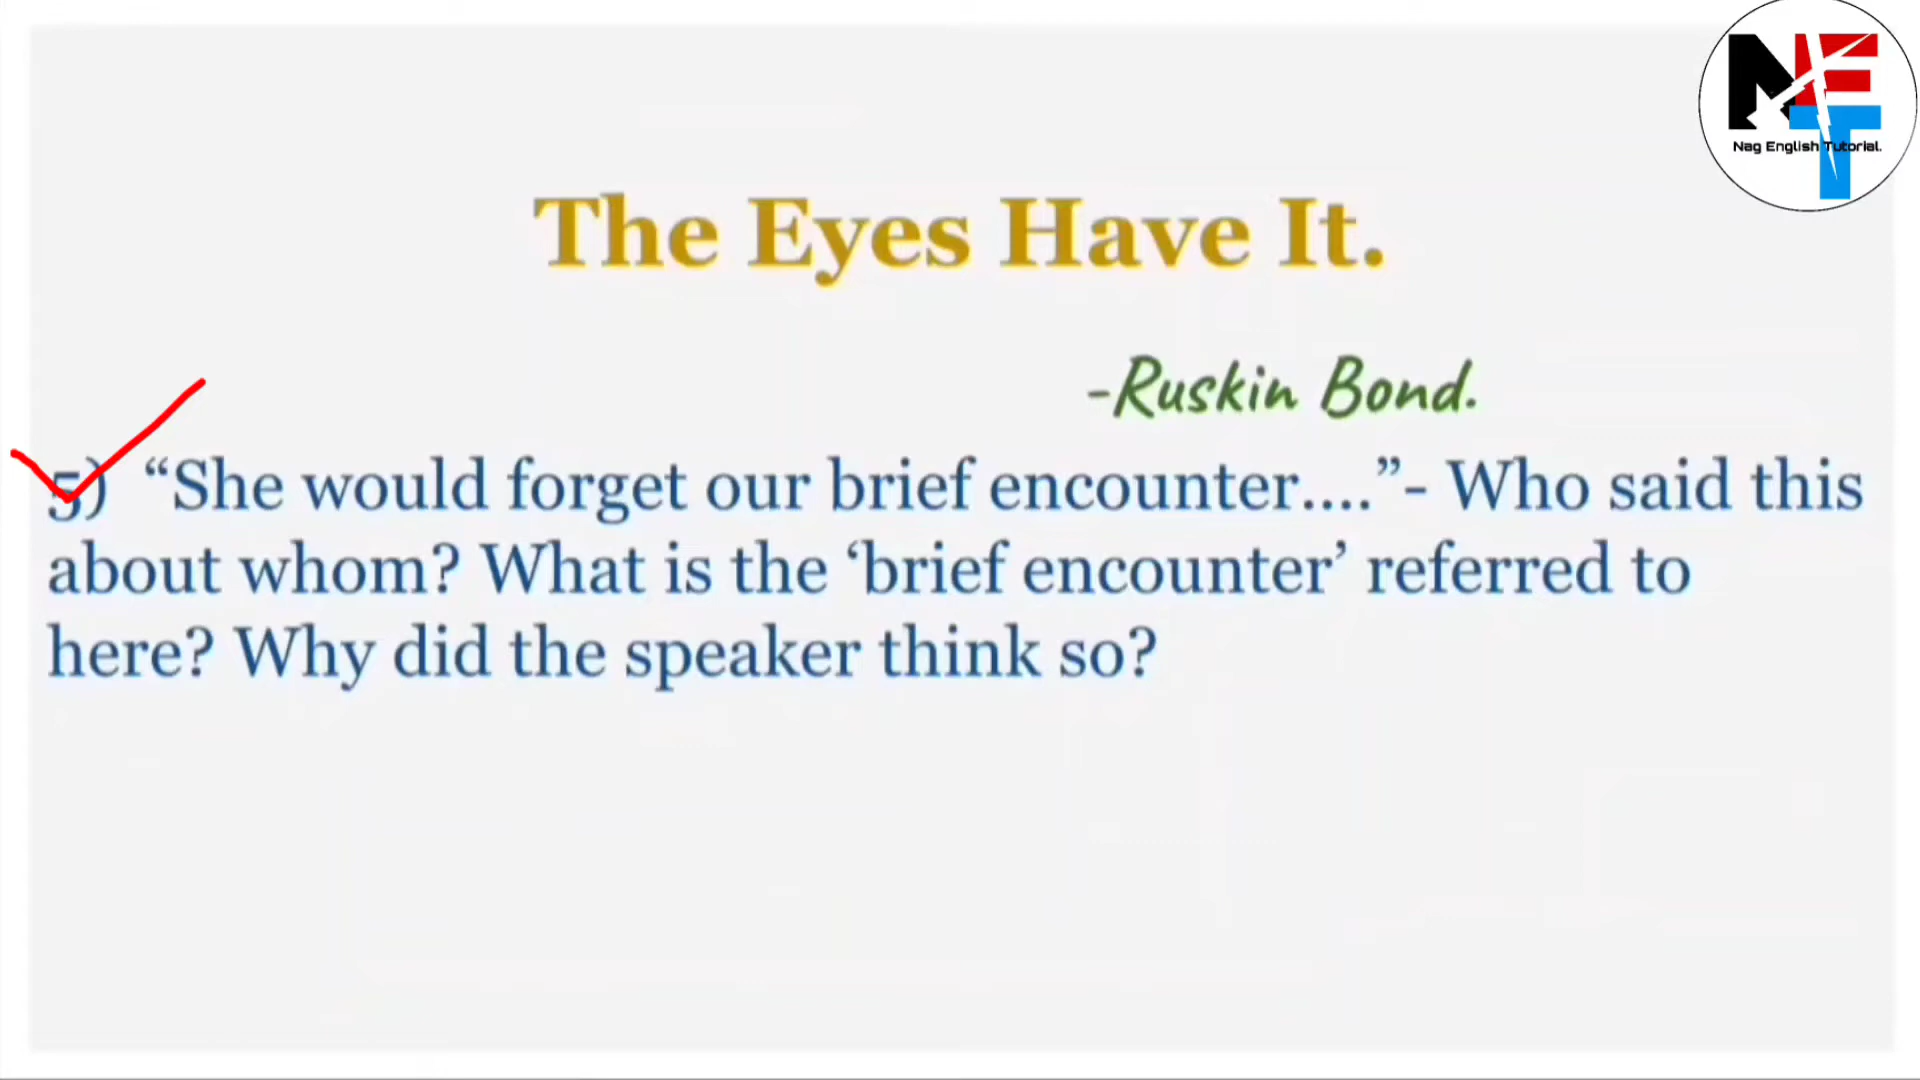 NET
Nag English Tutorial.
The Eyes Have It.
-Ruskin Bond.
5) “She would forget our brief encounter....”- Who said this
about whom? What is the ‘brief encounter’ referred to
here? Why did the speaker think so?